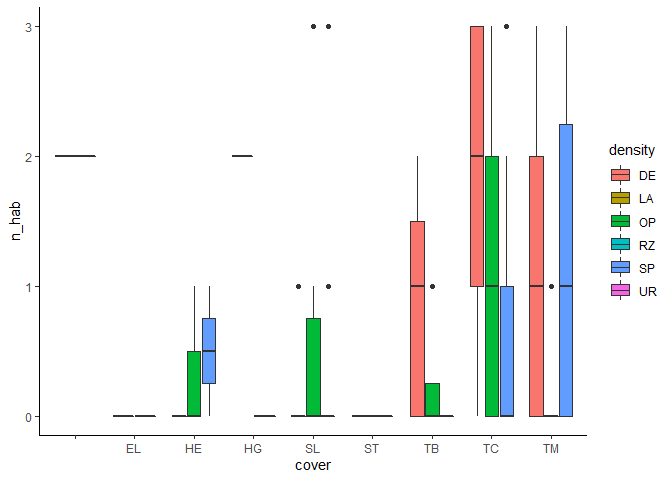 3
2
1
0
n_hab
EL HE HG SL ST TB TC TM
cover
density
DE
LA
OP
RZ
SP
UR